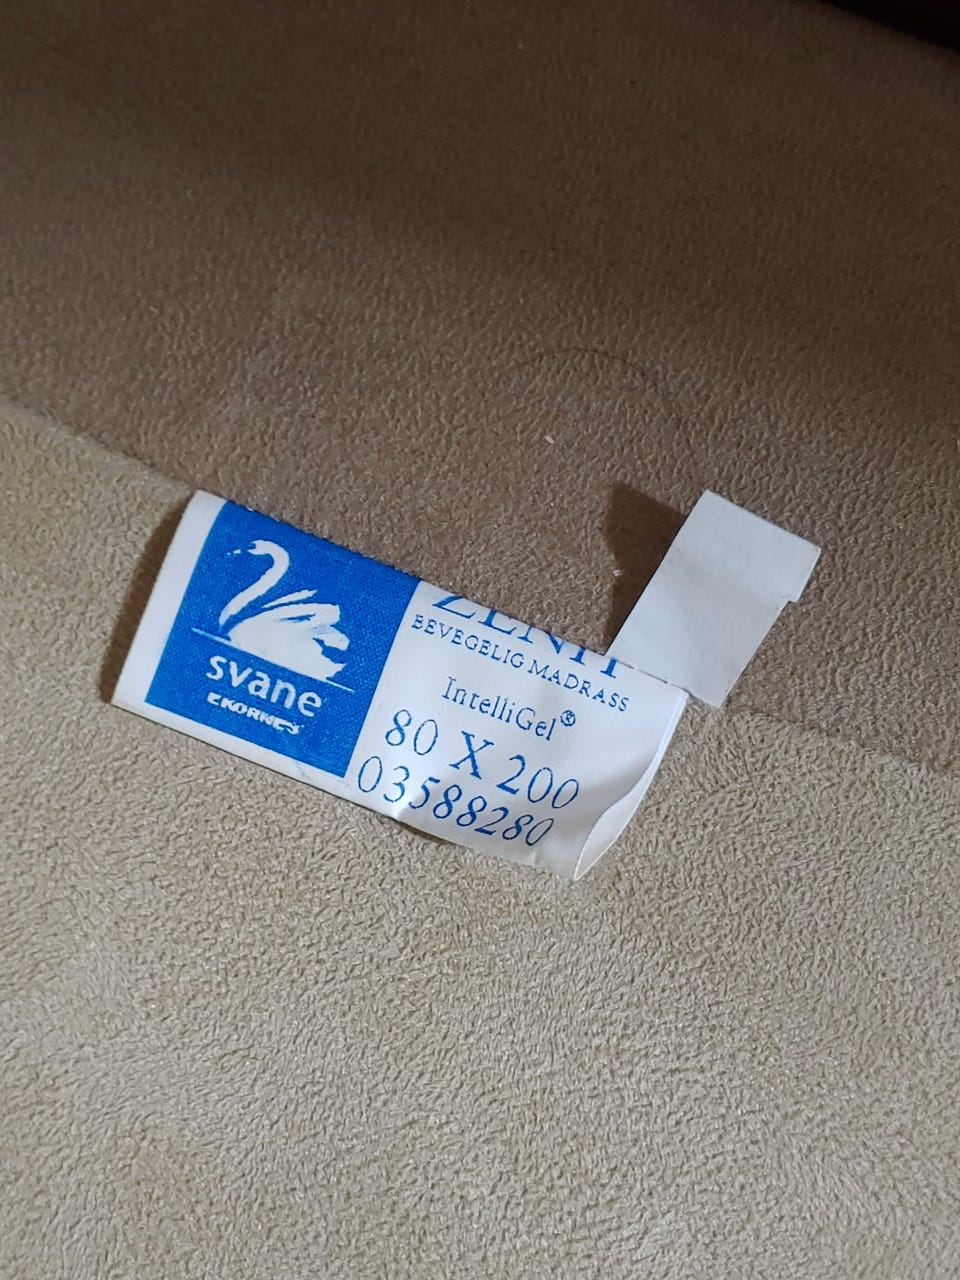 svane
EKORNES
ZENIT
BEVEGELIG MADRASS
IntelliGel®
80 X 200
03588280